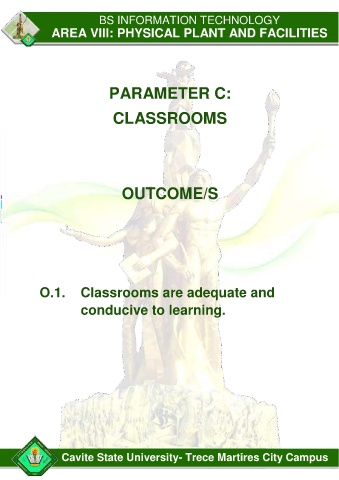 BS INFORMATION TECHNOLOGY
AREA VIII: PHYSICAL PLANT AND FACILITIES
PARAMETER C:
CLASSROOMS
OUTCOME/S
O.1. Classrooms are adequate and
conducive to learning.
Cavite State University- Trece Martires City Campus